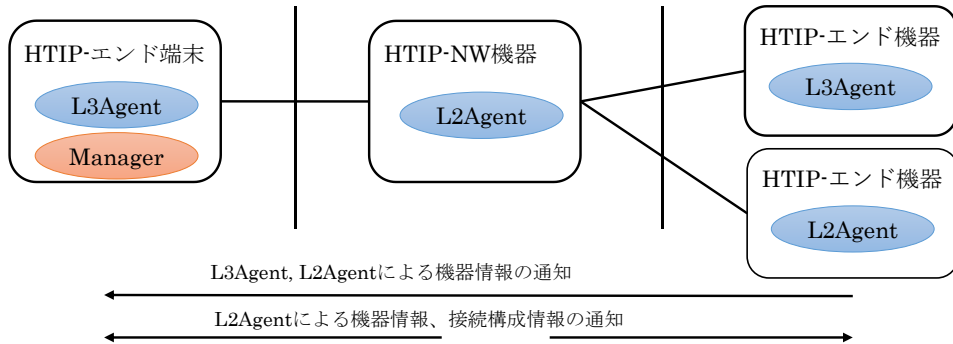 HTIP-エンド端末
L3Agent
Manager
HTIP-NW機器
L2Agent
HTIP-エンド機器
L3Agent
HTIP-エンド機器
L2Agent
L3Agent, L2Agentによる機器情報の通知
L2Agentによる機器情報、接続構成情報の通知